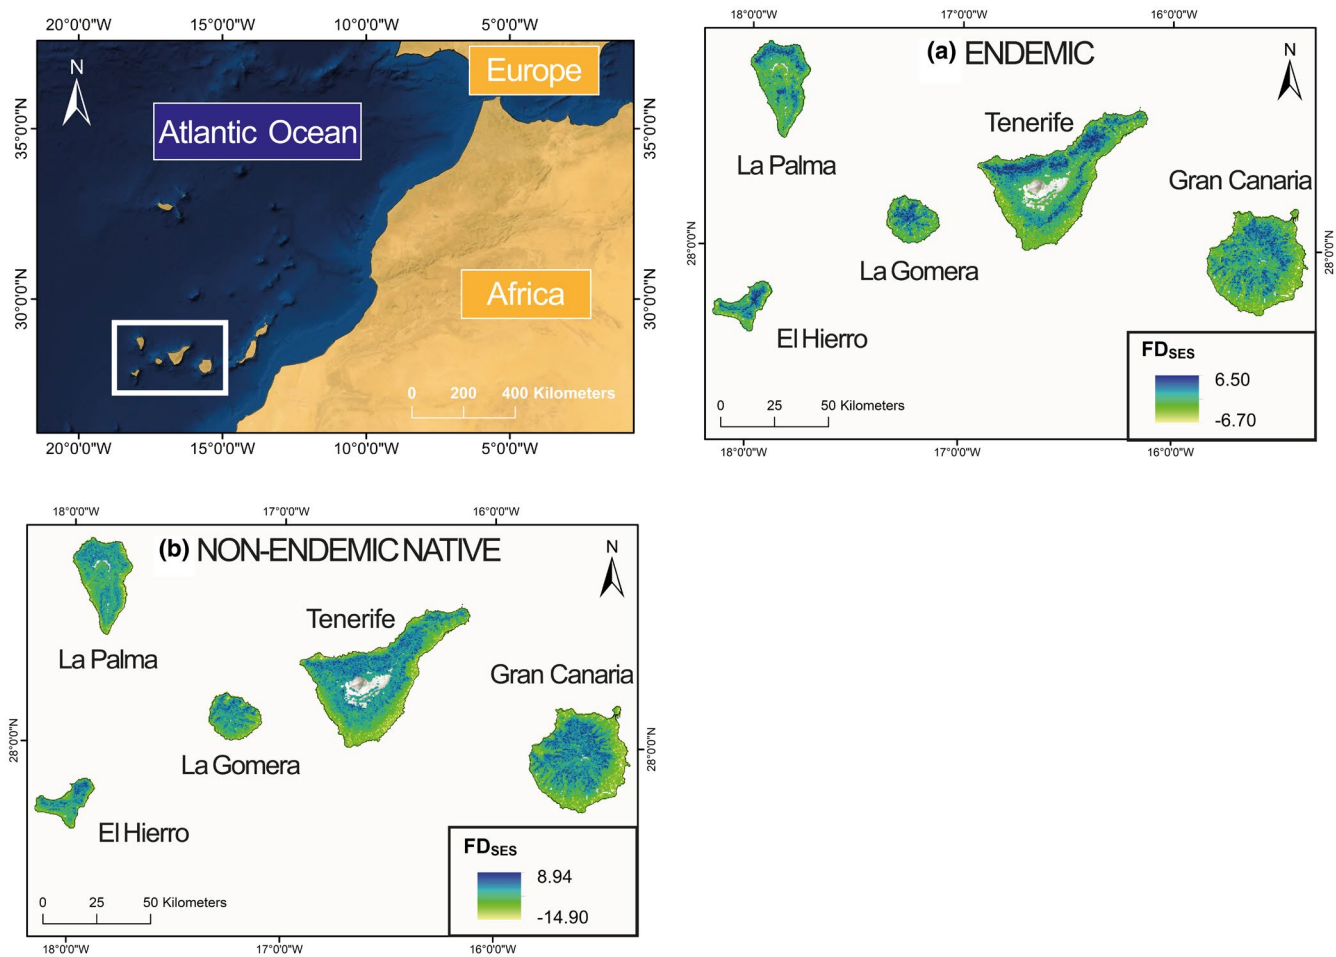 20°0'0"W 15°0'0"W 10°0'0"W 5°0'0"W
N
Europe
Atlantic Ocean
35°0'0"N 35°0'0"N
30°0'0"N 30°0'0"N
Africa
0 200 400 Kilometers
20°0'0"W 15°0'0"W 10°0'0"W 5°0'0"W
18°0'0"W 17°0'0"W 16°0'0"W
(a) ENDEMIC
N
Tenerife
La Palma
Gran Canaria
28°0'0"N 28°0'0"N
La Gomera
El Hierro
FDSES
6.50
-6.70
0 25 50 Kilometers
18°0'0"W 17°0'0"W 16°0'0"W
18°0'0"W 17°0'0"W 16°0'0"W
(b) NON-ENDEMIC NATIVE
N
Tenerife
La Palma
Gran Canaria
28°0'0"N 28°0'0"N
La Gomera
El Hierro
FDSES
8.94
-14.90
0 25 50 Kilometers
18°0'0"W 17°0'0"W 16°0'0"W